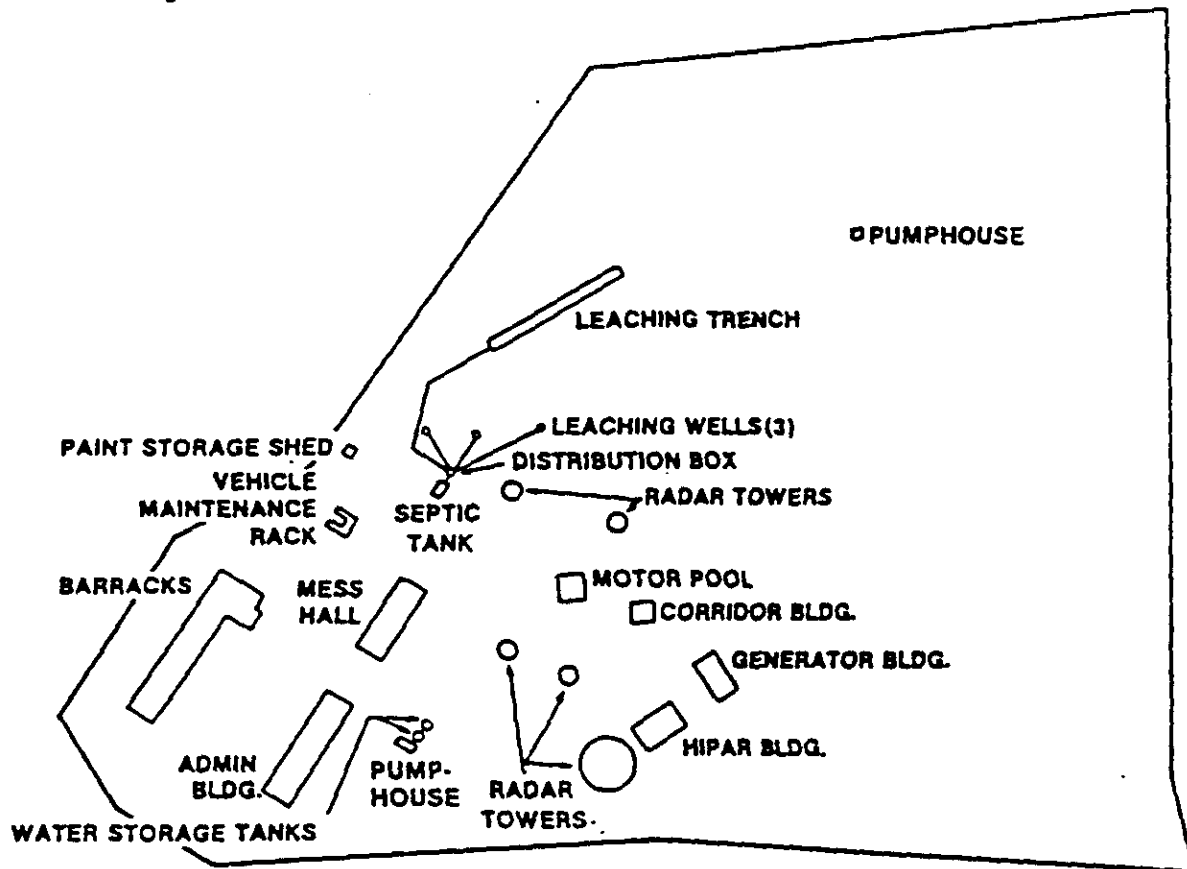 PUMPHOUSE
LEACHING TRENCH
PAINT STORAGE SHED
LEACHING WELLS(3)
DISTRIBUTION BOX
VEHICLE
MAINTENANCE
RACK
SEPTIC
TANK
RADAR TOWERS
BARRACKS
MESS
HALL
MOTOR POOL
CORRIDOR BLDG.
GENERATOR BLDG.
HIPAR BLDG.
ADMIN
BLDG.
PUMP-
HOUSE
RADAR
TOWERS
WATER STORAGE TANKS